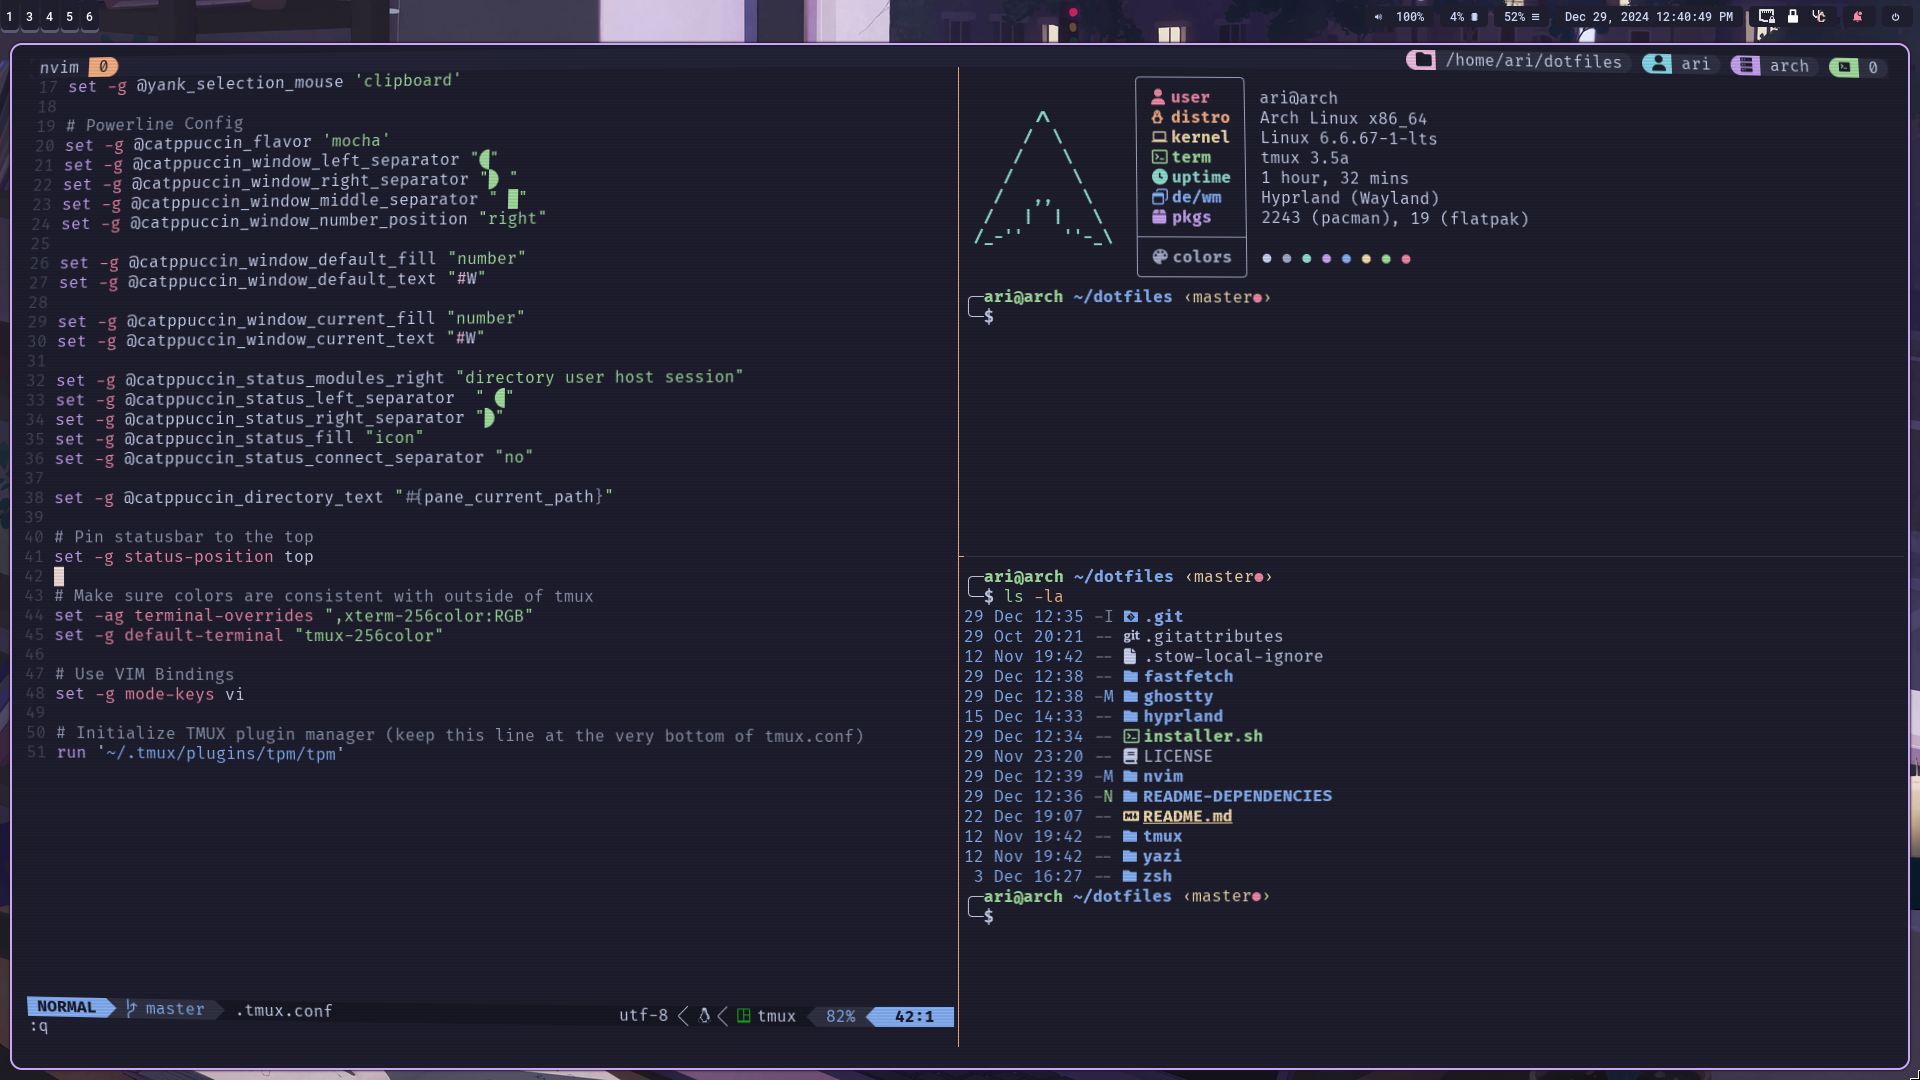 1 3 4 5 6
100% 4% 52% Dec 29, 2024 12:40:49 PM
nvim 0
/home/ari/dotfiles ari arch 0
17 set -g @yank_selection_mouse 'clipboard'
18
19 # Powerline Config
20 set -g @catppuccin_flavor 'mocha'
21 set -g @catppuccin_window_left_separator ""
22 set -g @catppuccin_window_right_separator " "
23 set -g @catppuccin_window_middle_separator " █"
24 set -g @catppuccin_window_number_position "right"
25
26 set -g @catppuccin_window_default_fill "number"
27 set -g @catppuccin_window_default_text "#W"
28
29 set -g @catppuccin_window_current_fill "number"
30 set -g @catppuccin_window_current_text "#W"
31
32 set -g @catppuccin_status_modules_right "directory user host session"
33 set -g @catppuccin_status_left_separator  " "
34 set -g @catppuccin_status_right_separator ""
35 set -g @catppuccin_status_fill "icon"
36 set -g @catppuccin_status_connect_separator "no"
37
38 set -g @catppuccin_directory_text "#{pane_current_path}"
39
40 # Pin statusbar to the top
41 set -g status-position top
42
43 # Make sure colors are consistent with outside of tmux
44 set -ag terminal-overrides ",xterm-256color:RGB"
45 set -g default-terminal "tmux-256color"
46
47 # Use VIM Bindings
48 set -g mode-keys vi
49
50 # Initialize TMUX plugin manager (keep this line at the very bottom of tmux.conf)
51 run '~/.tmux/plugins/tpm/tpm'
NORMAL master .tmux.conf utf-8 tmux 82% 42:1
:q
user ari@arch
distro Arch Linux x86_64
kernel Linux 6.6.67-1-lts
term tmux 3.5a
uptime 1 hour, 32 mins
de/wm Hyprland (Wayland)
pkgs 2243 (pacman), 19 (flatpak)
colors
ari@arch ~/dotfiles ‹master●›
$
ari@arch ~/dotfiles ‹master●›
$ ls -la
29 Dec 12:35 -I .git
29 Oct 20:21 -- git .gitattributes
12 Nov 19:42 -- .stow-local-ignore
29 Dec 12:38 -- fastfetch
29 Dec 12:38 -M ghostty
15 Dec 14:33 -- hyprland
29 Dec 12:34 -- installer.sh
29 Nov 23:20 -- LICENSE
29 Dec 12:39 -M nvim
29 Dec 12:36 -N README-DEPENDENCIES
22 Dec 19:07 -- README.md
12 Nov 19:42 -- tmux
12 Nov 19:42 -- yazi
3 Dec 16:27 -- zsh
ari@arch ~/dotfiles ‹master●›
$